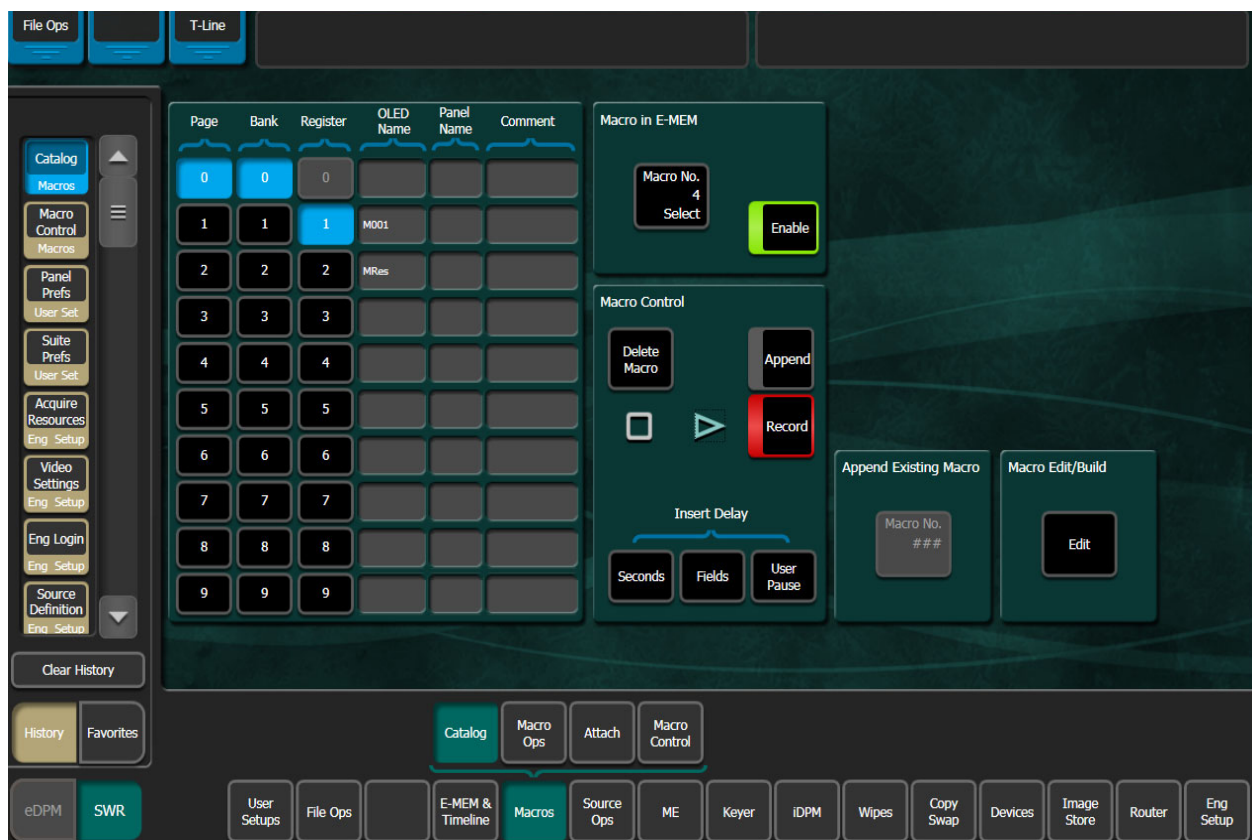 File Ops
T-Line
Page Bank Register OLED Name Panel Name Comment
0 0 0
1 1 1 M001
2 2 2 MRes
3 3 3
4 4 4
5 5 5
6 6 6
7 7 7
8 8 8
9 9 9
Catalog
Macros
Macro
Control
Macros
Panel
Prefs
User Set
Suite
Prefs
User Set
Acquire
Resources
Eng Setup
Video
Settings
Eng Setup
Eng Login
Eng Setup
Source
Definition
Eng Setup
Clear History
History Favorites
Macro in E-MEM
Macro No.
4
Select
Enable
Macro Control
Delete
Macro
Append
Record
Insert Delay
Seconds
Fields
User
Pause
Append Existing Macro
Macro No.
###
Macro Edit/Build
Edit
Catalog
Macro
Ops
Attach
Macro
Control
eDPM
SWR
User
Setups
File Ops
E-MEM &
Timeline
Macros
Source
Ops
ME
Keyer
iDPM
Wipes
Copy
Swap
Devices
Image
Store
Router
Eng
Setup